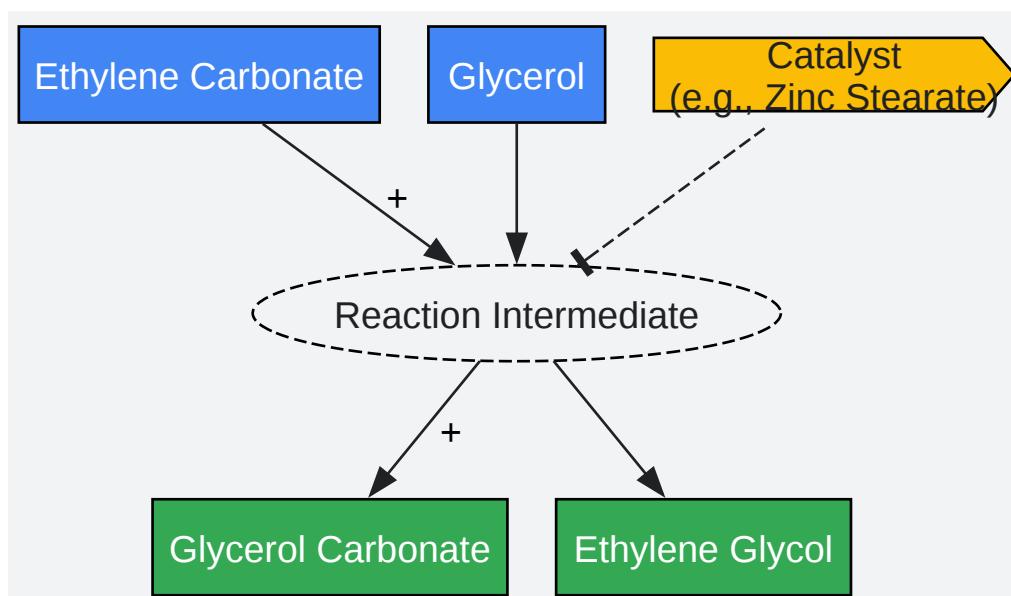 Ethylene Carbonate
Glycerol
Catalyst
(e.g., Zinc Stearate)
+
Reaction Intermediate
+
Glycerol Carbonate
Ethylene Glycol